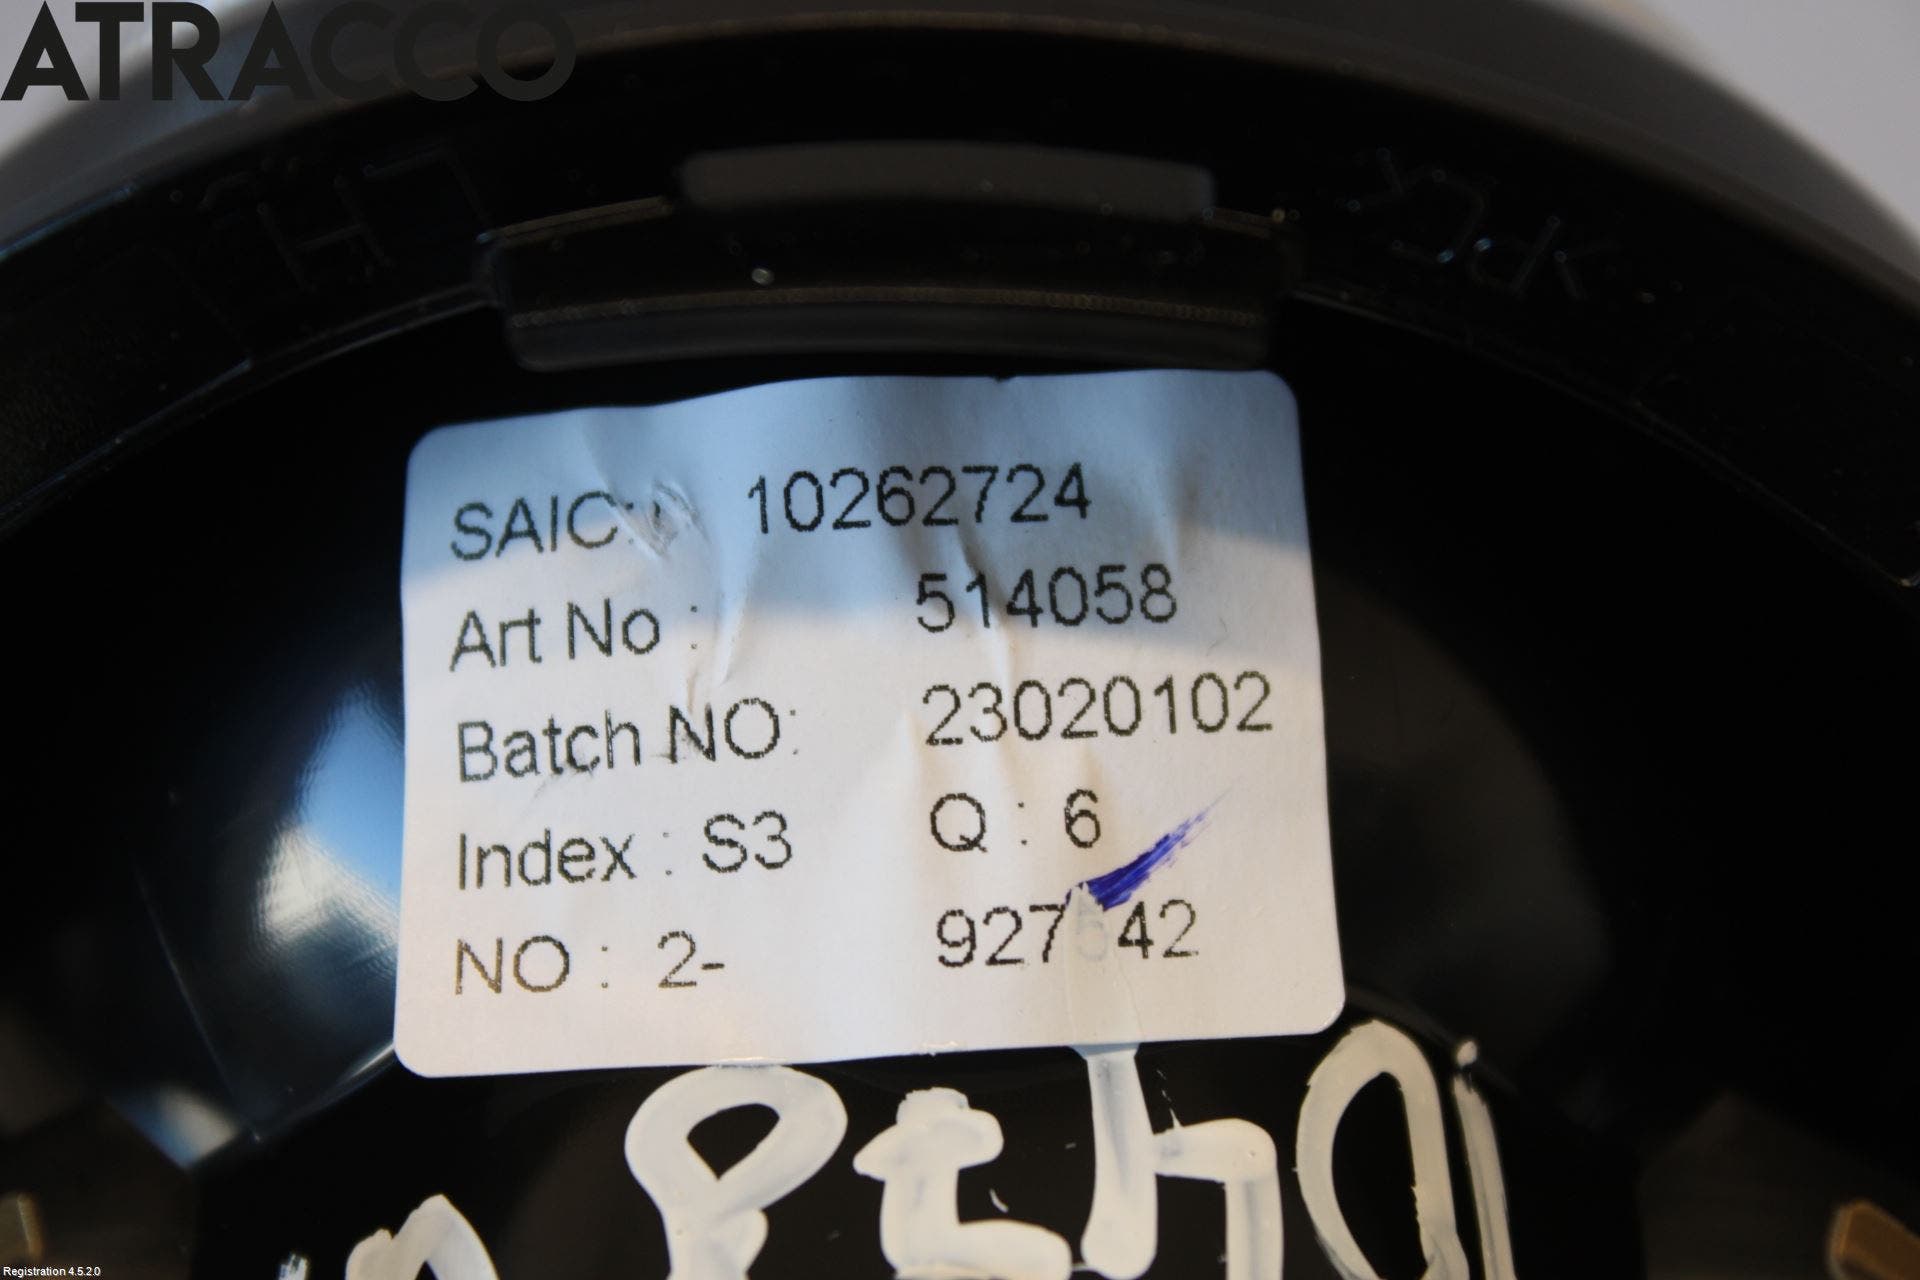 ATRACCO
SAIC: 10262724
Art No : 514058
Batch NO: 23020102
Index : S3 Q : 6
NO : 2- 927542
Registration 4.5.2.0